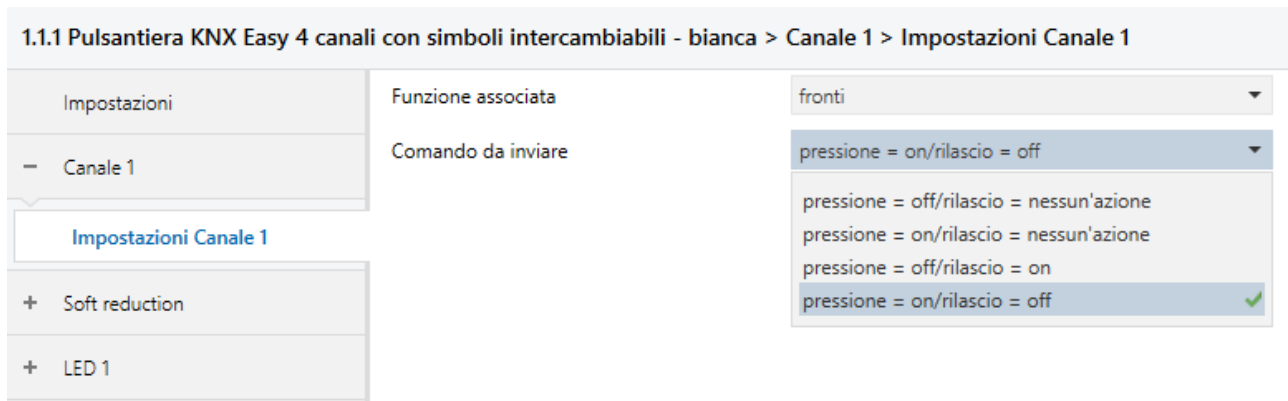 1.1.1 Pulsantiera KNX Easy 4 canali con simboli intercambiabili - bianca > Canale 1 > Impostazioni Canale 1
Impostazioni
Funzione associata
fronti
− Canale 1
Comando da inviare
pressione = on/rilascio = off
pressione = off/rilascio = nessun'azione
pressione = on/rilascio = nessun'azione
pressione = off/rilascio = on
pressione = on/rilascio = off
Impostazioni Canale 1
+ Soft reduction
+ LED 1